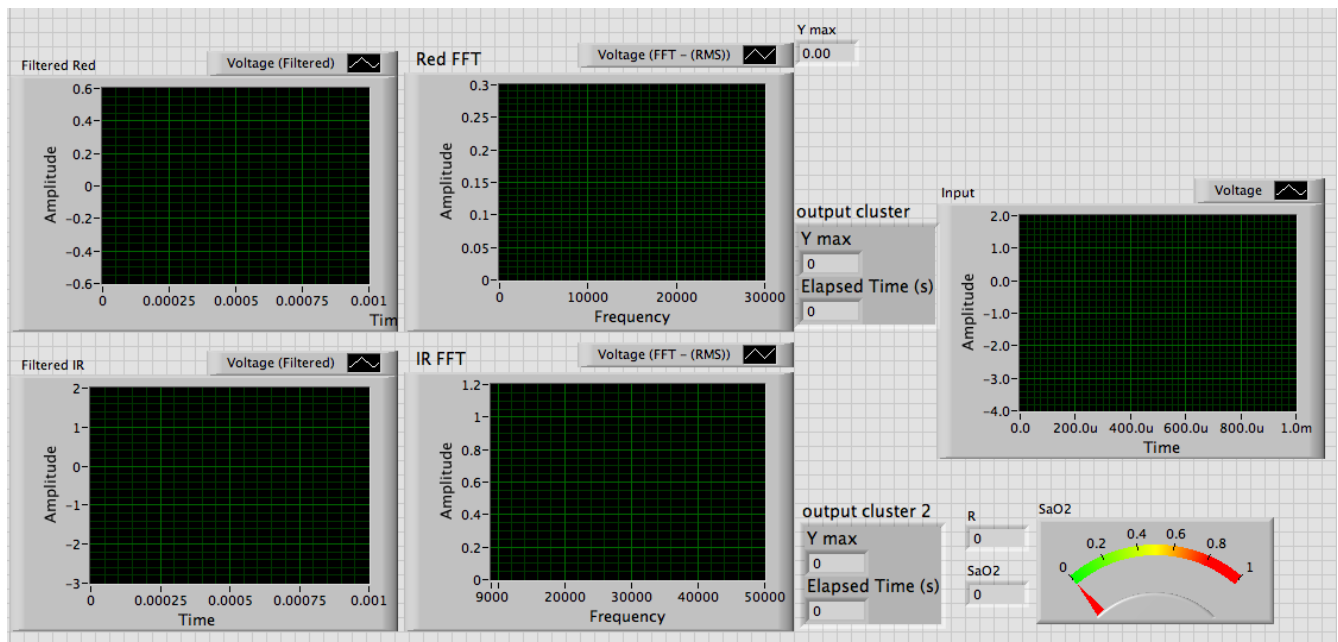 Filtered Red
Voltage (Filtered)
0.6
0.4
0.2
0
-0.2
-0.4
-0.6
Amplitude
0 0.00025 0.0005 0.00075 0.001
Tim
Red FFT
Voltage (FFT - (RMS))
0.3
0.25
0.2
0.15
0.1
0.05
0
Amplitude
0 10000 20000 30000
Frequency
Y max
0.00
output cluster
Y max
0
Elapsed Time (s)
0
Input
Voltage
2.0
1.0
0.0
-1.0
-2.0
-3.0
-4.0
Amplitude
0.0 200.0u 400.0u 600.0u 800.0u 1.0m
Time
Filtered IR
Voltage (Filtered)
2
1
0
-1
-2
-3
Amplitude
0 0.00025 0.0005 0.00075 0.001
Time
IR FFT
Voltage (FFT - (RMS))
1.2
1
0.8
0.6
0.4
0.2
0
Amplitude
9000 20000 30000 40000 50000
Frequency
output cluster 2
Y max
0
Elapsed Time (s)
0
R
0
SaO2
0
SaO2
0 0.2 0.4 0.6 0.8 1